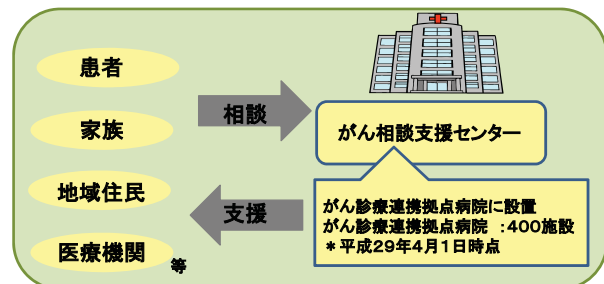 患者
家族
地域住民
医療機関
等
相談
支援
がん相談支援センター
がん診療連携拠点病院に設置
がん診療連携拠点病院 :400施設
*平成29年4月1日時点